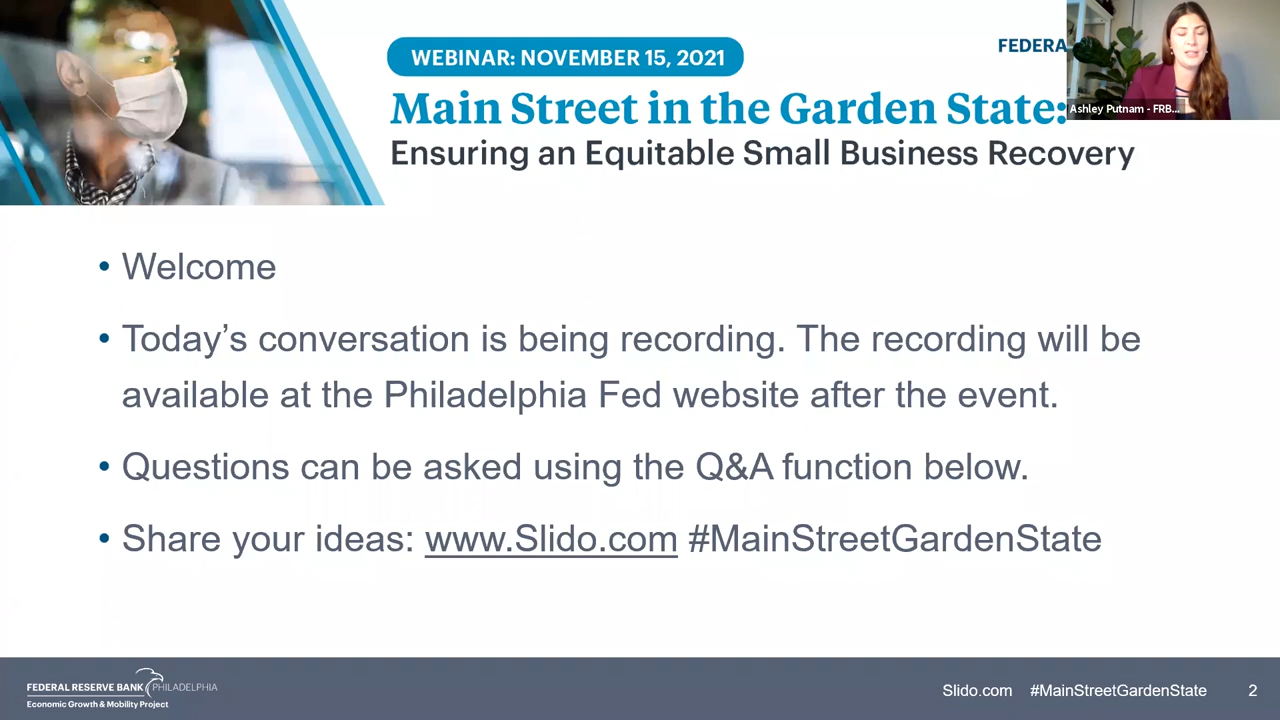 WEBINAR: NOVEMBER 15, 2021
FEDERA
Ashley Putnam - FRB...
Main Street in the Garden State:
Ensuring an Equitable Small Business Recovery
• Welcome
• Today’s conversation is being recording. The recording will be
available at the Philadelphia Fed website after the event.
• Questions can be asked using the Q&A function below.
• Share your ideas: www.Slido.com #MainStreetGardenState
FEDERAL RESERVE BANK PHILADELPHIA
Economic Growth & Mobility Project
Slido.com #MainStreetGardenState 2